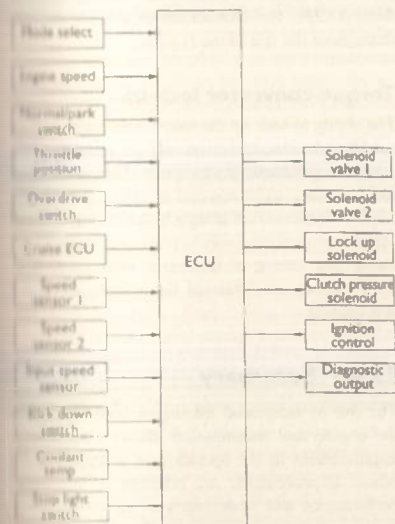 Mode select
Engine speed
Normal/park
switch
Throttle
position
Overdrive
switch
Cruise ECU
Speed
sensor 1
Speed
sensor 2
Input speed
sensor
Kick down
switch
Coolant
temp
Stop light
switch
ECU
Solenoid
valve 1
Solenoid
valve 2
Lock up
solenoid
Clutch pressure
solenoid
Ignition
control
Diagnostic
output
Torque converter